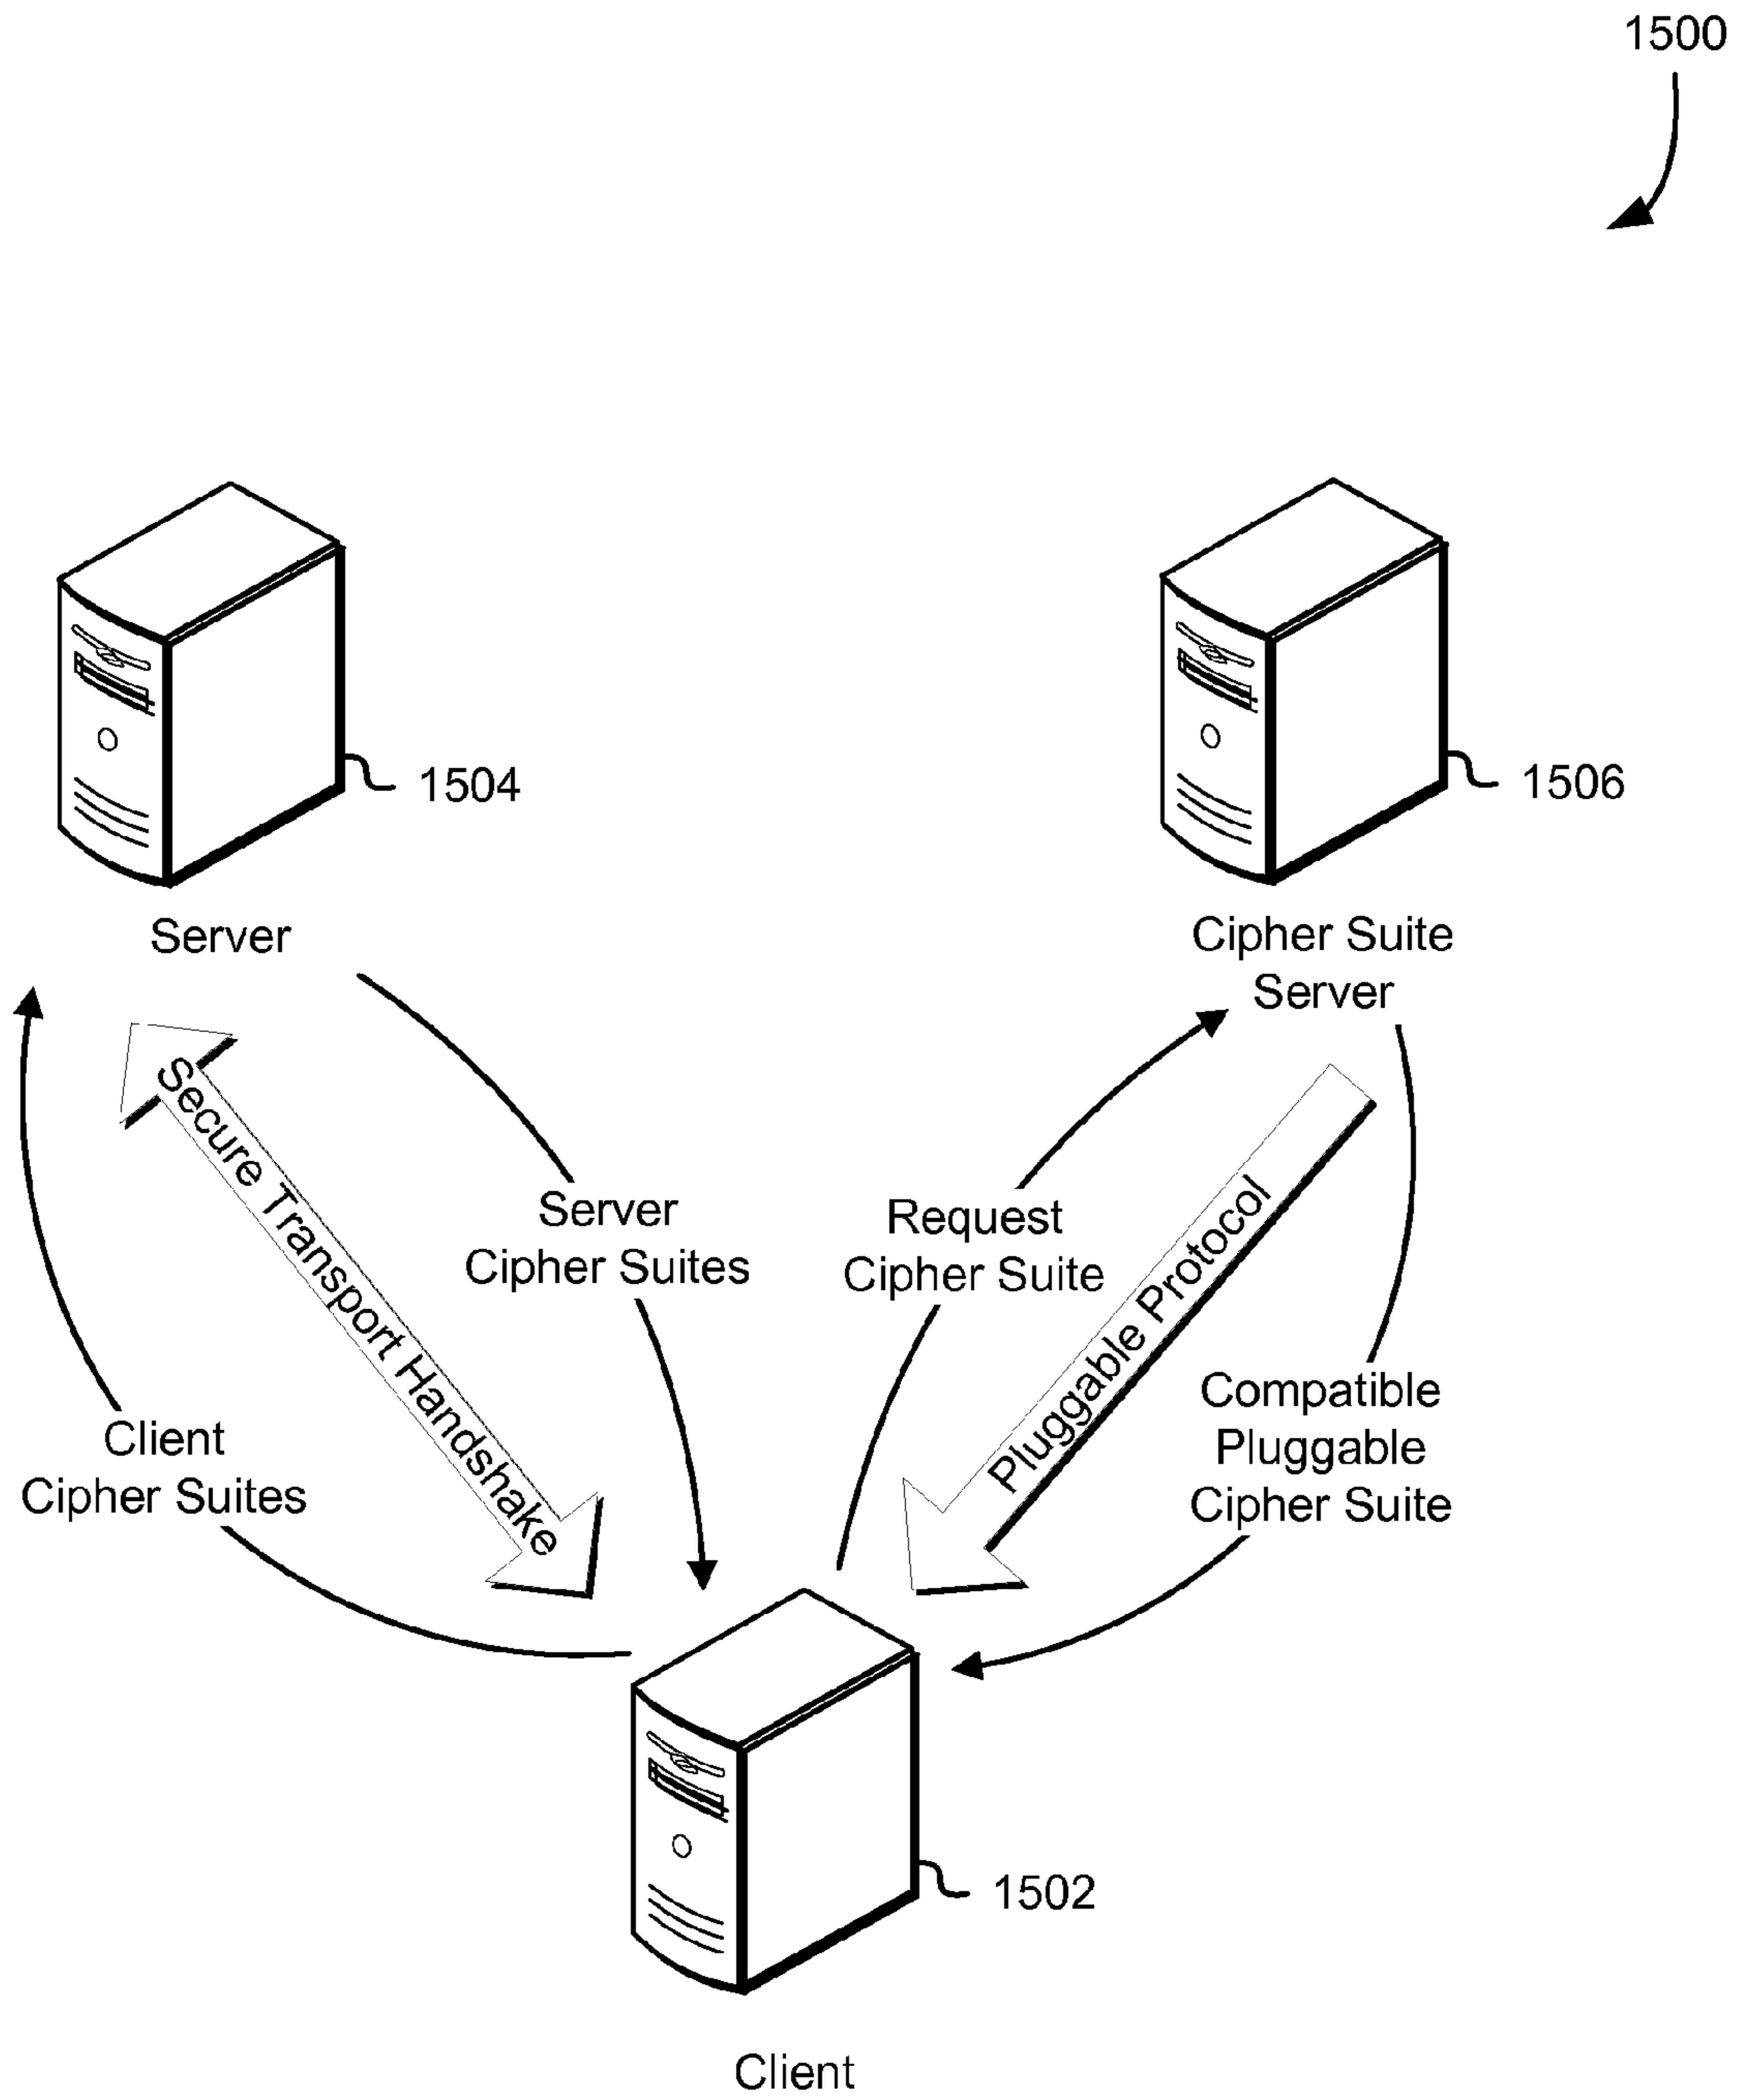 1500
1504
1506
Server
Cipher Suite
Server
Secure Transport Handshake
Server
Cipher Suites
Request
Cipher Suite
Pluggable Protocol
Compatible
Pluggable
Cipher Suite
Client
Cipher Suites
1502
Client